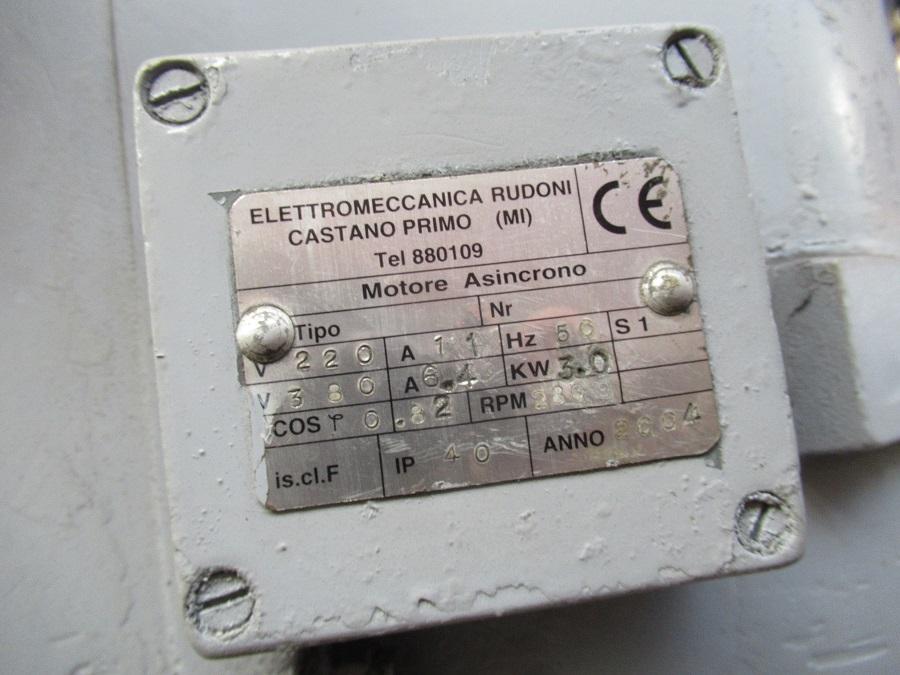 ELETTROMECCANICA RUDONI
CASTANO PRIMO (MI)
Tel 880109
CE
Motore Asincrono
Tipo Nr
V 220 A 11 Hz 50 S 1
V 380 A 6.4 KW 3.0
COS φ 0.82 RPM
is.cl.F IP 40 ANNO 2004